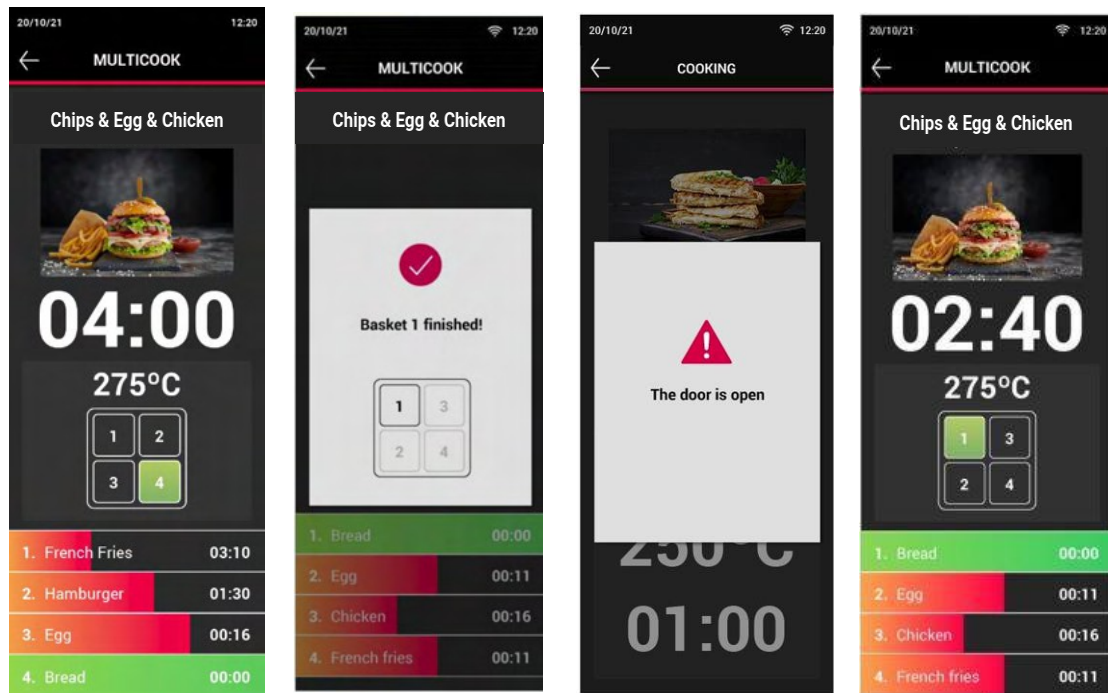 20/10/21 12:20
MULTICOOK
Chips & Egg & Chicken
04:00
275ºC
1 2
3 4
1. French Fries 03:10
2. Hamburger 01:30
3. Egg 00:16
4. Bread 00:00
20/10/21 12:20
MULTICOOK
Chips & Egg & Chicken
Basket 1 finished!
1 3
2 4
1. Bread 00:00
2. Egg 00:11
3. Chicken 00:16
4. French fries 00:11
20/10/21 12:20
COOKING
The door is open
250ºC
01:00
20/10/21 12:20
MULTICOOK
Chips & Egg & Chicken
02:40
275ºC
1 3
2 4
1. Bread 00:00
2. Egg 00:11
3. Chicken 00:16
4. French fries 00:11